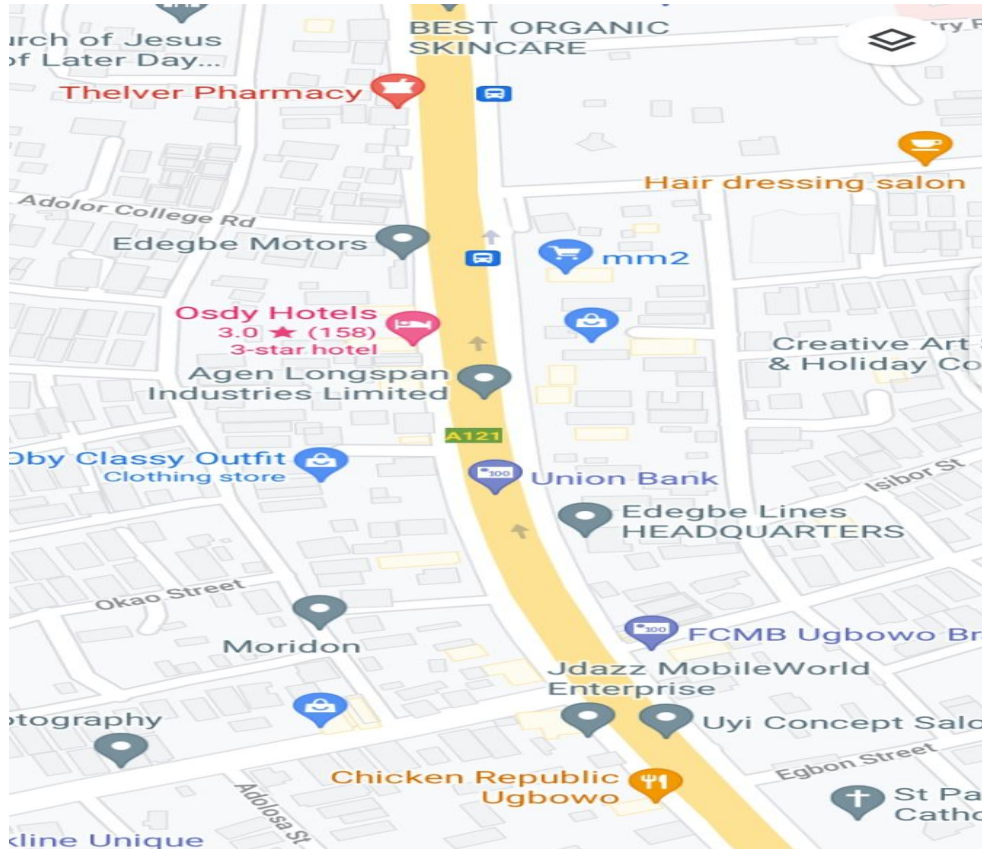 BEST ORGANIC
SKINCARE
urch of Jesus
of Later Day...
Thelver Pharmacy
Hair dressing salon
Adolor College Rd
Edegbe Motors
mm2
Osdy Hotels
3.0 ★ (158)
3-star hotel
Creative Art
& Holiday Co
Agen Longspan
Industries Limited
A121
Oby Classy Outfit
Clothing store
Union Bank
Isibor St
Edegbe Lines
HEADQUARTERS
Okao Street
Moridon
FCMB Ugbowo Br
Jdazz MobileWorld
Enterprise
otography
Uyi Concept Salo
Egbon Street
Chicken Republic
Ugbowo
Adolosa St
St Pa
Catho
kline Unique